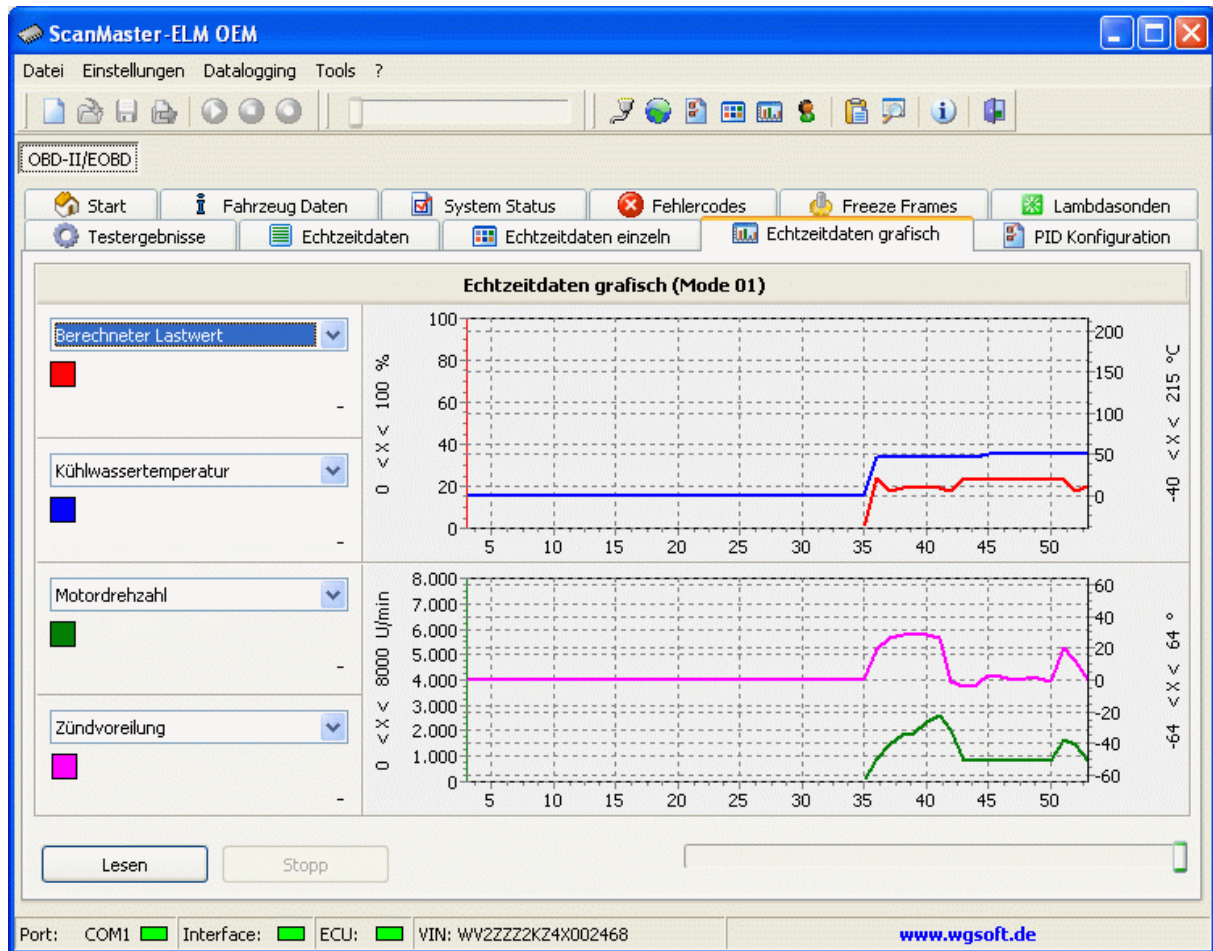 ScanMaster-ELM OEM
Datei Einstellungen Datalogging Tools ?
OBD-II/EOBD
Start Fahrzeug Daten System Status Fehlercodes Freeze Frames Lambdasonden
Testergebnisse Echtzeitdaten Echtzeitdaten einzeln Echtzeitdaten grafisch PID Konfiguration
Echtzeitdaten grafisch (Mode 01)
Berechneter Lastwert
-
Kühlwassertemperatur
-
0 < X < 100 %
100
80
60
40
20
0
5 10 15 20 25 30 35 40 45 50
200
150
100
50
0
-40 < X < 215 °C
Motordrehzahl
-
Zündvoreilung
-
0 < X < 8000 U/min
8.000
7.000
6.000
5.000
4.000
3.000
2.000
1.000
0
5 10 15 20 25 30 35 40 45 50
60
40
20
0
-20
-40
-60
-64 < X < 64 °
Lesen Stopp
Port: COM1 Interface: ECU: VIN: WV2ZZZ2KZ4X002468 www.wgsoft.de